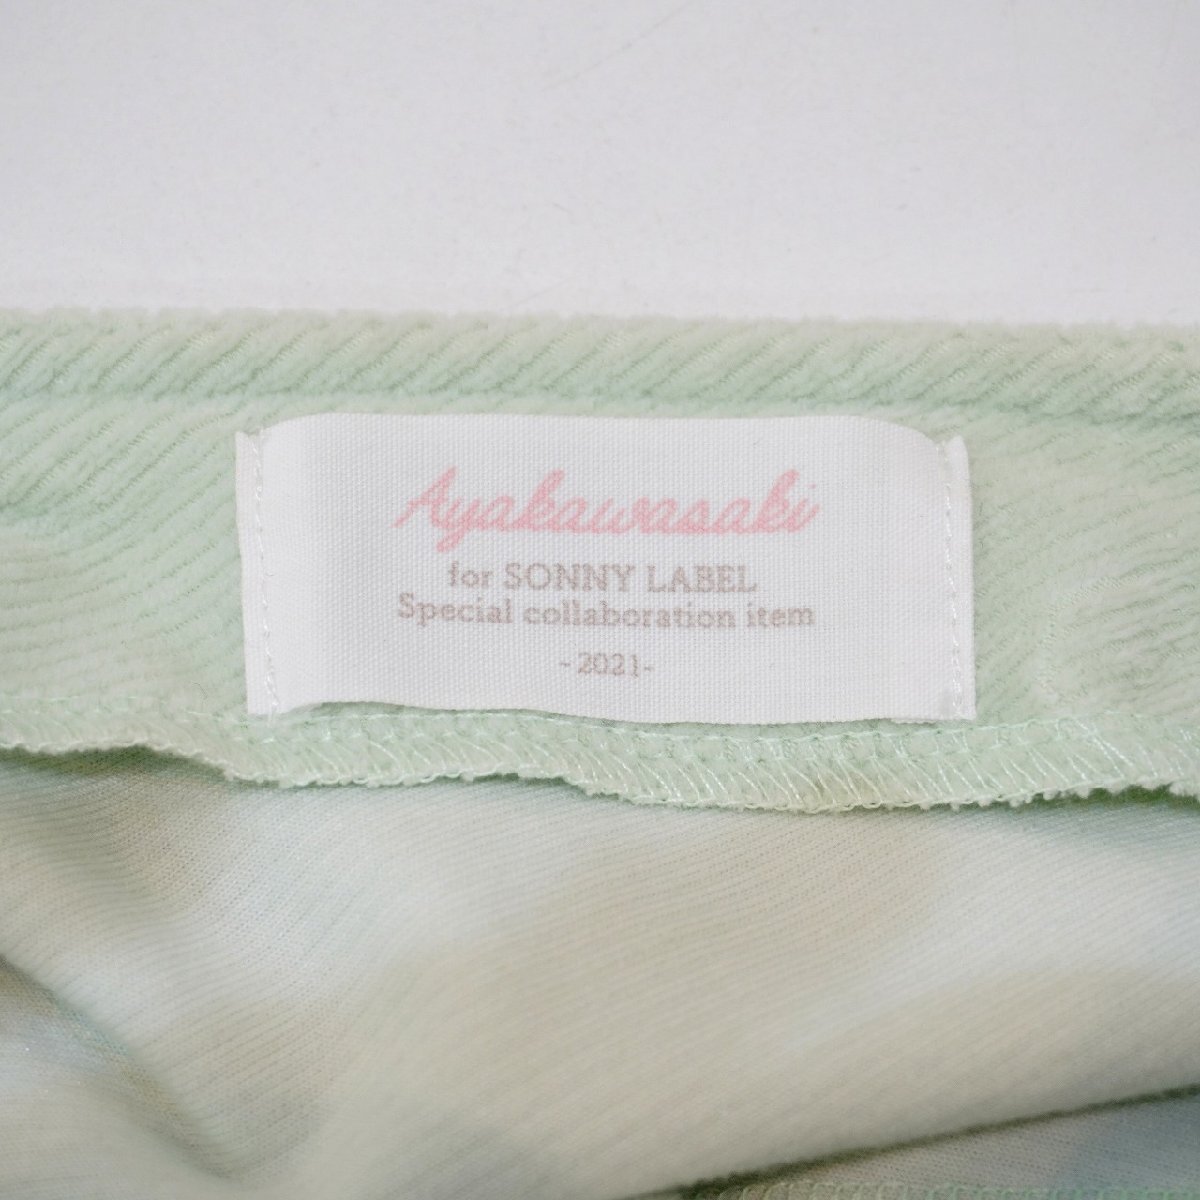 Ayakawasaki
for SONNY LABEL
Special collaboration item
-2021-